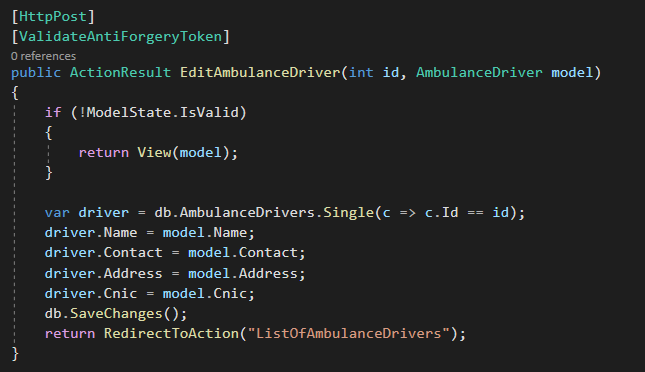 [HttpPost]
[ValidateAntiForgeryToken]
0 references
public ActionResult EditAmbulanceDriver(int id, AmbulanceDriver model)
{
if (!ModelState.IsValid)
{
return View(model);
}
var driver = db.AmbulanceDrivers.Single(c => c.Id == id);
driver.Name = model.Name;
driver.Contact = model.Contact;
driver.Address = model.Address;
driver.Cnic = model.Cnic;
db.SaveChanges();
return RedirectToAction("ListOfAmbulanceDrivers");
}